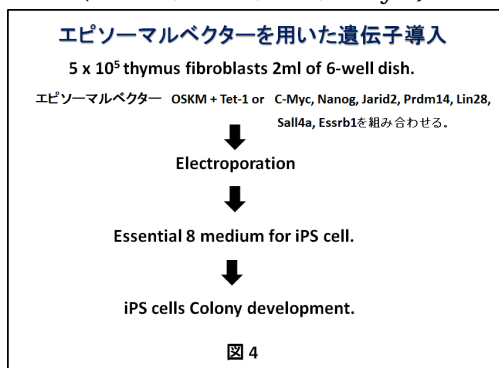 エピソーマルベクターを用いた遺伝子導入
5 x 10⁵ thymus fibroblasts 2ml of 6-well dish.
エピソーマルベクター OSKM + Tet-1 or C-Myc, Nanog, Jarid2, Prdm14, Lin28,
Sall4a, Essrb1を組み合わせる。
Electroporation
Essential 8 medium for iPS cell.
iPS cells Colony development.
図 4